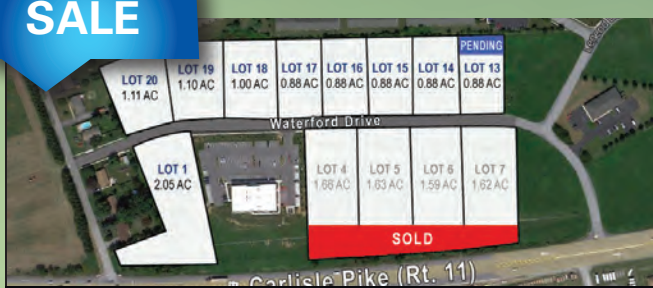 SALE
PENDING
LOT 20
1.11 AC
LOT 19
1.10 AC
LOT 18
1.00 AC
LOT 17
0.88 AC
LOT 16
0.88 AC
LOT 15
0.88 AC
LOT 14
0.88 AC
LOT 13
0.88 AC
Waterford Drive
LOT 1
2.05 AC
LOT 4
1.66 AC
LOT 5
1.63 AC
LOT 6
1.59 AC
LOT 7
1.62 AC
SOLD
Carlisle Pike (Rt. 11)